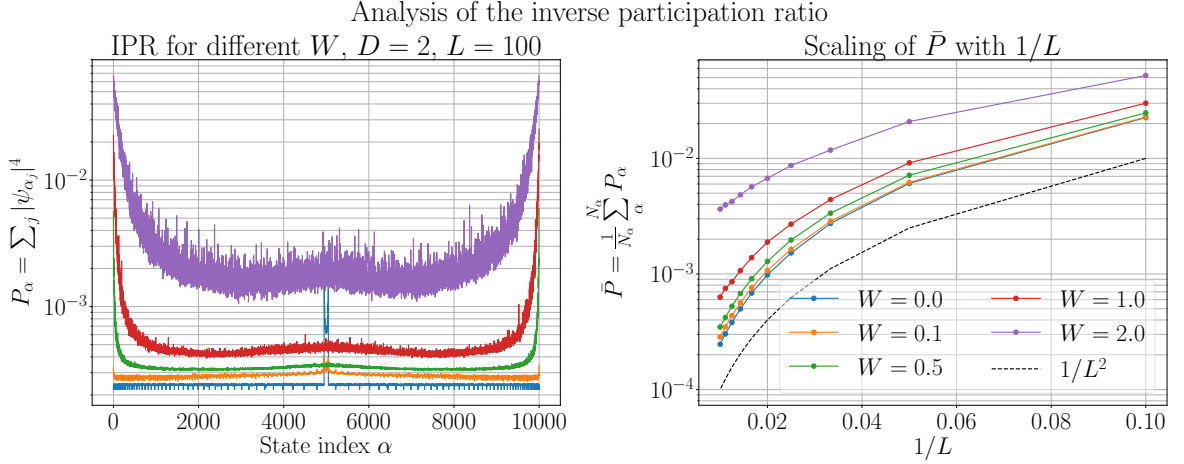 Analysis of the inverse participation ratio
IPR for different W, D = 2, L = 100
P_α = ∑_j |ψ_{α_j}|^4
10^{-2}
10^{-3}
0 2000 4000 6000 8000 10000
State index α
Scaling of P̄ with 1/L
P̄ = \frac{1}{N_α} ∑_α^{N_α} P_α
10^{-1}
10^{-2}
10^{-3}
10^{-4}
W = 0.0
W = 0.1
W = 0.5
W = 1.0
W = 2.0
1/L^2
0.02 0.04 0.06 0.08 0.10
1/L